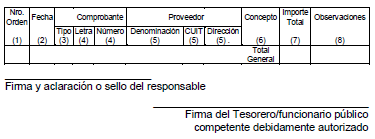 Nro. Orden (1) | Fecha (2) | Comprobante | Proveedor | Concepto (6) | Importe Total (7) | Observaciones (8)
Tipo (3) | Letra (4) | Número (4) | Denominación (5) | CUIT (5) | Dirección (5) .
Total General
Firma y aclaración o sello del responsable
Firma del Tesorero/funcionario público
competente debidamente autorizado